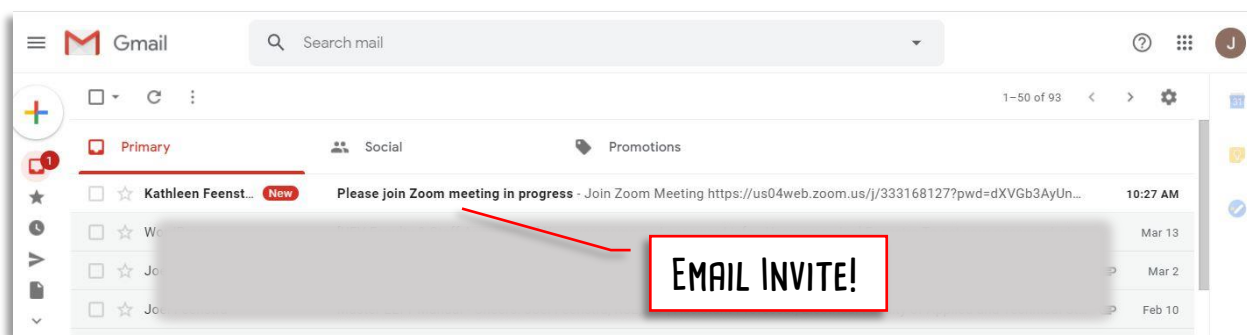 Gmail
Search mail
J
1–50 of 93
31
1
Primary
Social
Promotions
Kathleen Feenst... New Please join Zoom meeting in progress - Join Zoom Meeting https://us04web.zoom.us/j/333168127?pwd=dXVGb3AyUn... 10:27 AM
Mar 13
Mar 2
Feb 10
EMAIL INVITE!